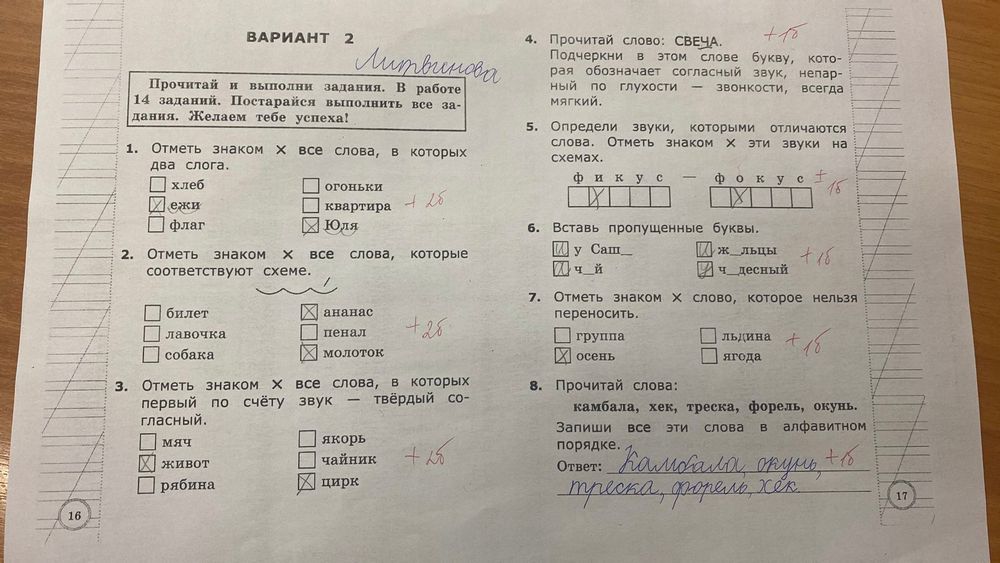 ВАРИАНТ 2
Литвинова
Прочитай и выполни задания. В работе
14 заданий. Постарайся выполнить все за-
дания. Желаем тебе успеха!
1. Отметь знаком × все слова, в которых
два слога.
хлеб огоньки
× ежи квартира +2б
флаг × Юля
2. Отметь знаком × все слова, которые
соответствуют схеме.
билет × ананас
лавочка пенал +2б
собака × молоток
3. Отметь знаком × все слова, в которых
первый по счёту звук — твёрдый со-
гласный.
мяч якорь
× живот чайник +2б
рябина × цирк
16
4. Прочитай слово: СВЕЧА. +1б
Подчеркни в этом слове букву, кото-
рая обозначает согласный звук, непар-
ный по глухости — звонкости, всегда
мягкий.
5. Определи звуки, которыми отличаются
слова. Отметь знаком × эти звуки на
схемах.
фикус — фокус ± 1б
× ×
6. Вставь пропущенные буквы.
и у Саш_ и ж_льцы
а ч_й у ч_десный +1б
7. Отметь знаком × слово, которое нельзя
переносить.
группа льдина
× осень ягода +1б
8. Прочитай слова:
камбала, хек, треска, форель, окунь.
Запиши все эти слова в алфавитном
порядке.
Ответ: Камбала, окунь, +1б
треска, форель, хек.
17